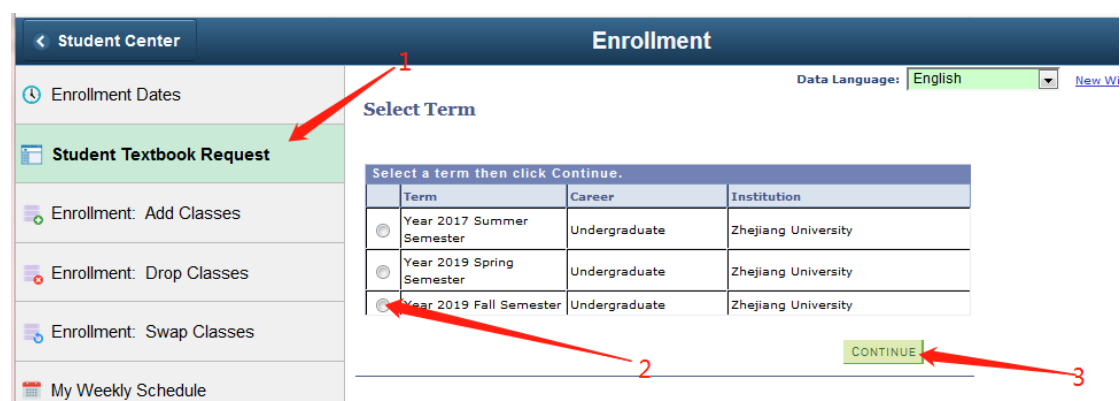 Student Center
Enrollment
1
Data Language: English New Wi
Enrollment Dates
Select Term
Student Textbook Request
Select a term then click Continue.
Term Career Institution
Enrollment: Add Classes
Year 2017 Summer
Semester
Undergraduate Zhejiang University
Year 2019 Spring
Semester
Undergraduate Zhejiang University
Enrollment: Drop Classes
Year 2019 Fall Semester Undergraduate Zhejiang University
Enrollment: Swap Classes
CONTINUE
2
3
My Weekly Schedule